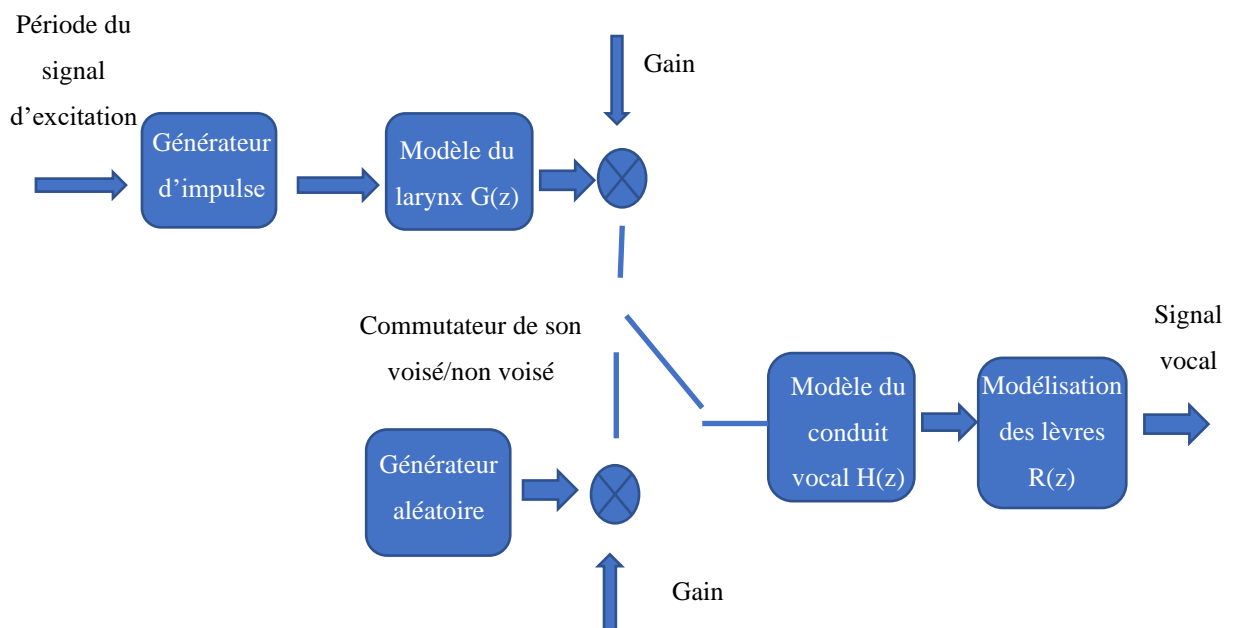 Période du
signal
d’excitation
Générateur
d’impulse
Modèle du
larynx G(z)
Gain
Commutateur de son
voisé/non voisé
Générateur
aléatoire
Gain
Modèle du
conduit
vocal H(z)
Modélisation
des lèvres
R(z)
Signal
vocal